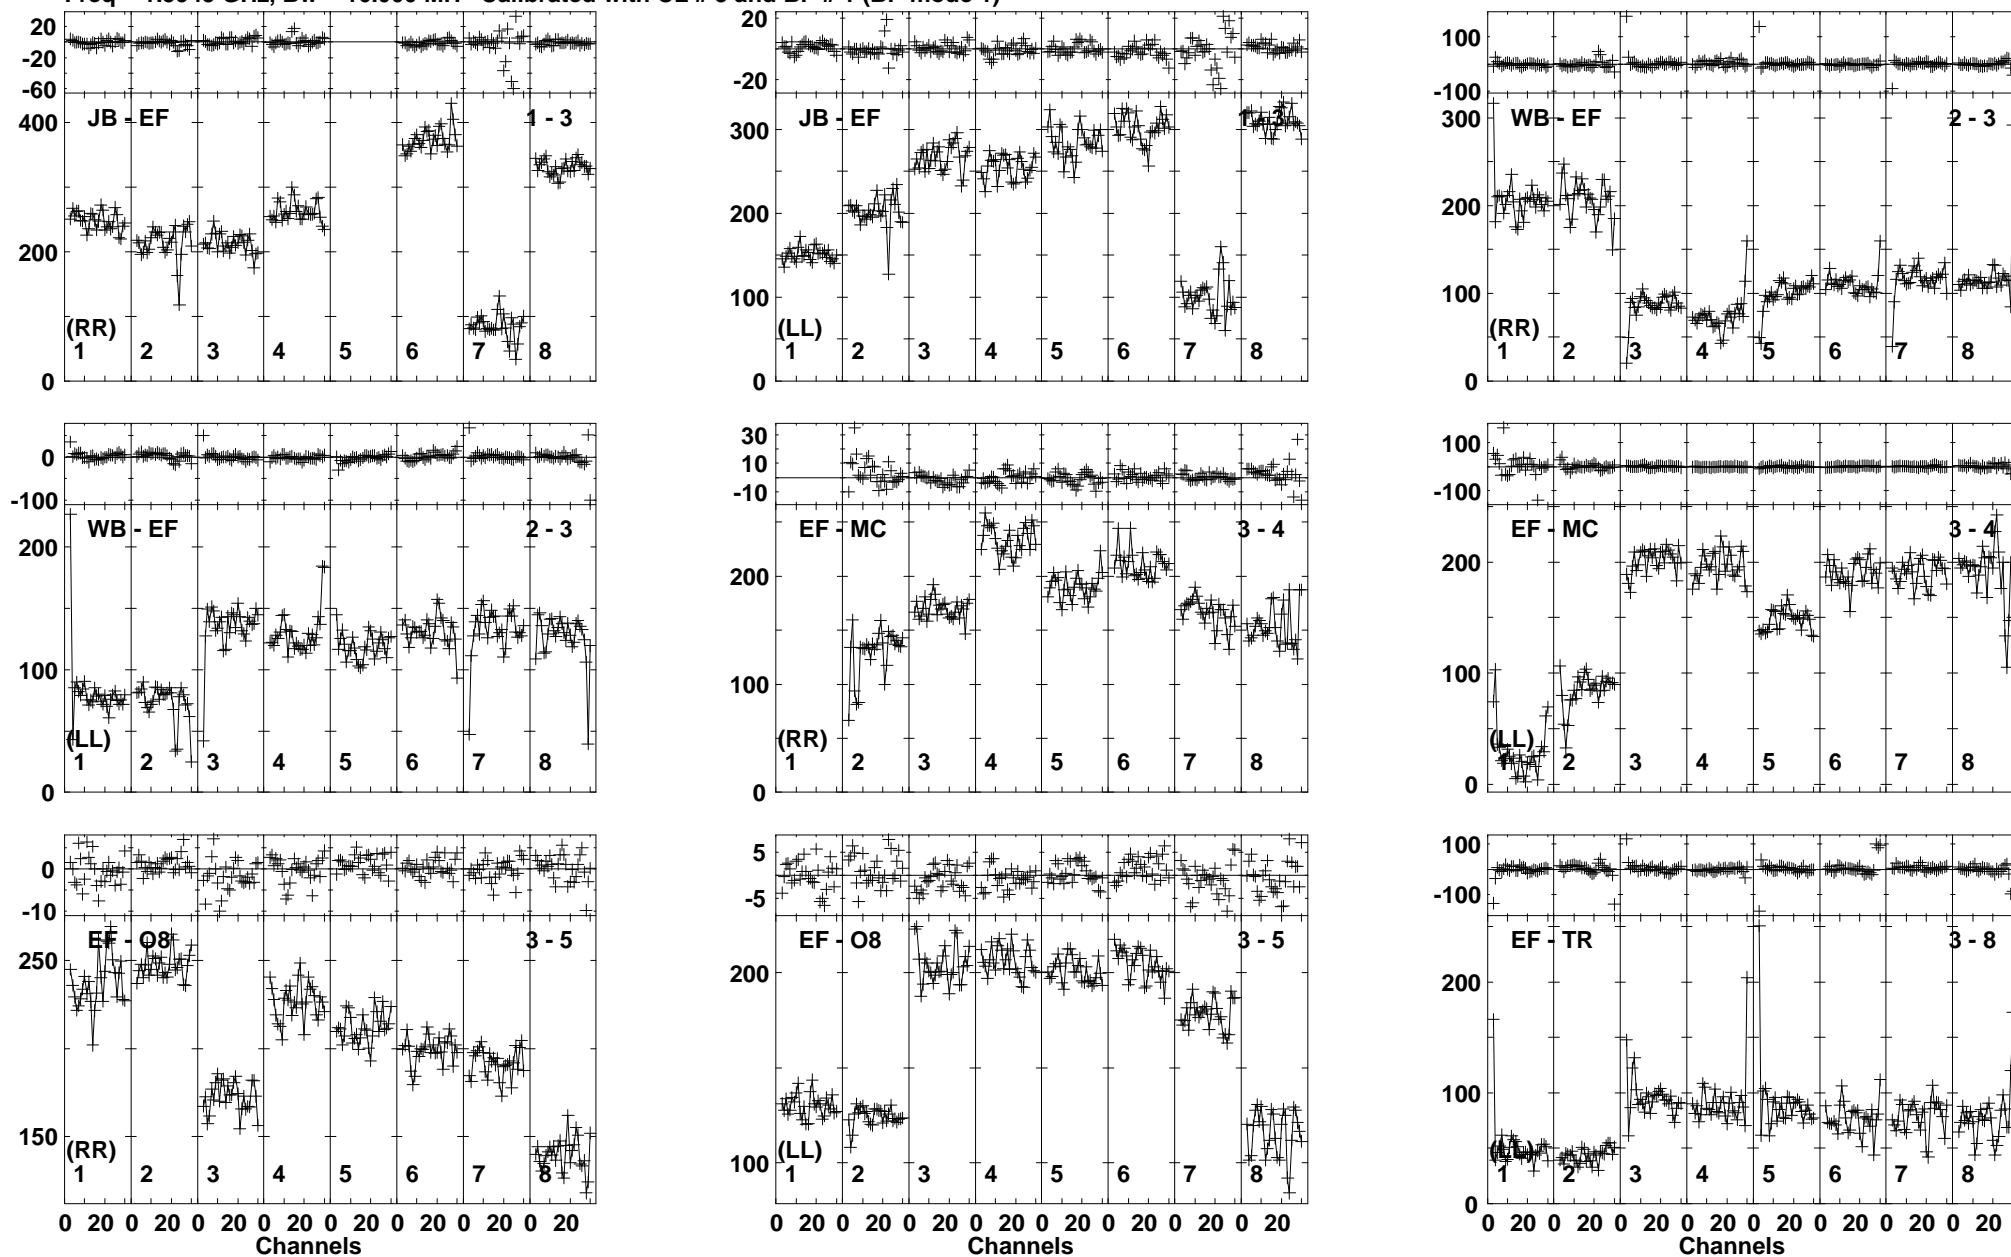 20 0 -20 -60 JB - EF 1 - 3 400 200 0 (RR) 1 2 3 4 5 6 7 8
20 -20 JB - EF 300 200 100 0 (LL) 1 2 3 4 5 6 7 8
100 -100 WB - EF 2 - 3 300 200 100 0 (RR) 1 2 3 4 5 6 7 8
0 -100 WB - EF 2 - 3 200 100 0 (LL) 1 2 3 4 5 6 7 8
30 10 -10 EF - MC 3 - 4 200 100 0 (RR) 1 2 3 4 5 6 7 8
100 -100 EF - MC 3 - 4 200 100 0 (LL) 1 2 3 4 5 6 7 8
0 -10 EF - O8 3 - 5 250 150 (RR) 1 2 3 4 5 6 7 8
5 -5 EF - O8 3 - 5 200 100 (LL) 1 2 3 4 5 6 7 8
100 -100 EF - TR 3 - 8 200 100 0 (LL) 1 2 3 4 5 6 7 8
0 20 0 20 0 20 0 20 0 20 0 20 0 20 0 20
Channels
0 20 0 20 0 20 0 20 0 20 0 20 0 20 0 20
0 20 0 20 0 20 0 20 0 20 0 20 0 20 0 20
Channels